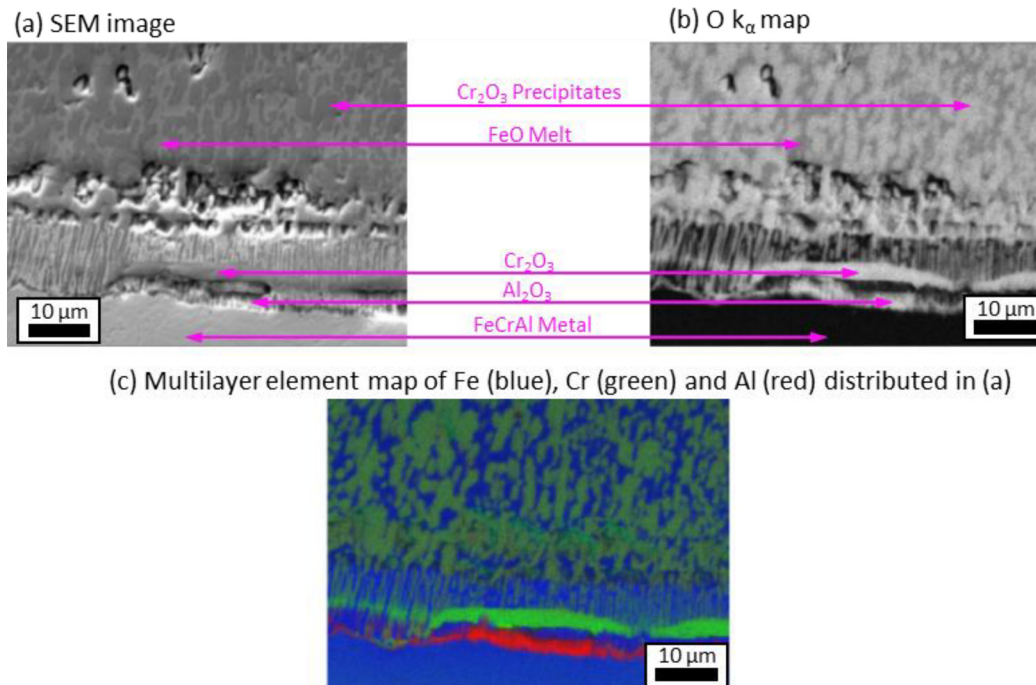 (a) SEM image
(b) O kα map
Cr₂O₃ Precipitates
FeO Melt
Cr₂O₃
Al₂O₃
FeCrAl Metal
10 μm
10 μm
(c) Multilayer element map of Fe (blue), Cr (green) and Al (red) distributed in (a)
10 μm